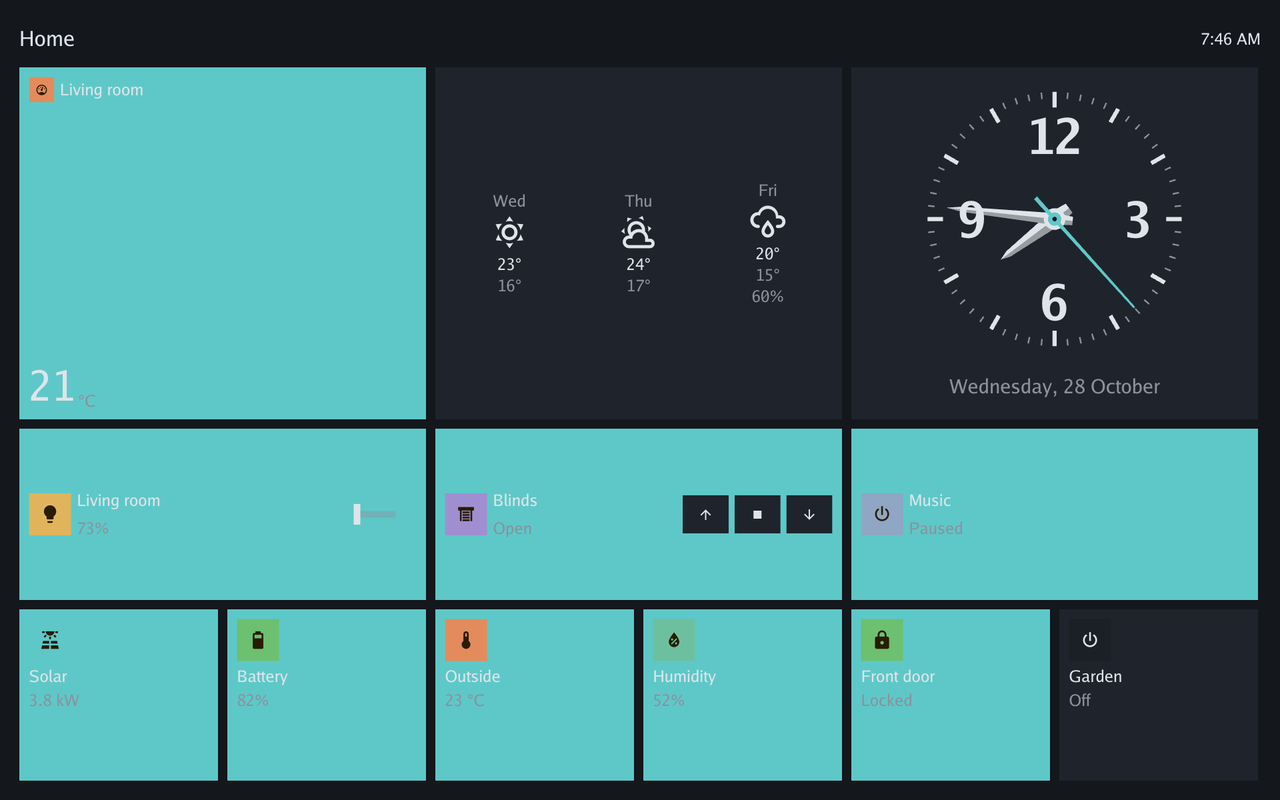 Home
7:46 AM
Living room
21 °C
Wed
23°
16°
Thu
24°
17°
Fri
20°
15°
60%
12
9
3
6
Wednesday, 28 October
Living room
73%
Blinds
Open
Music
Paused
Solar
3.8 kW
Battery
82%
Outside
23 °C
Humidity
52%
Front door
Locked
Garden
Off